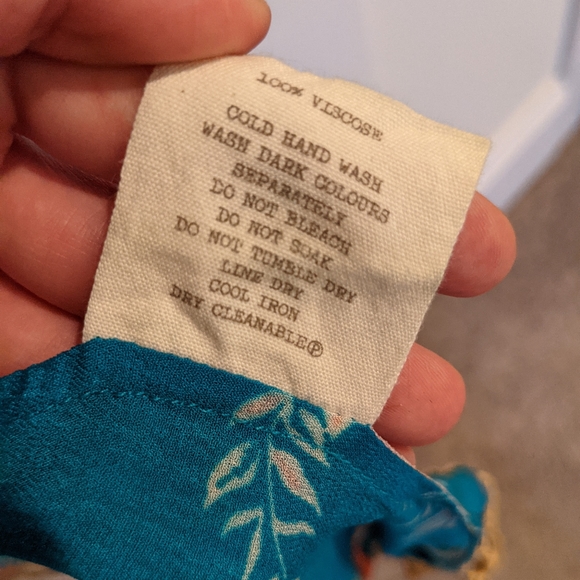 100% VISCOSE
COLD HAND WASH
WASH DARK COLOURS
SEPARATELY
DO NOT BLEACH
DO NOT SOAK
DO NOT TUMBLE DRY
LINE DRY
COOL IRON
DRY CLEANABLEⓅ